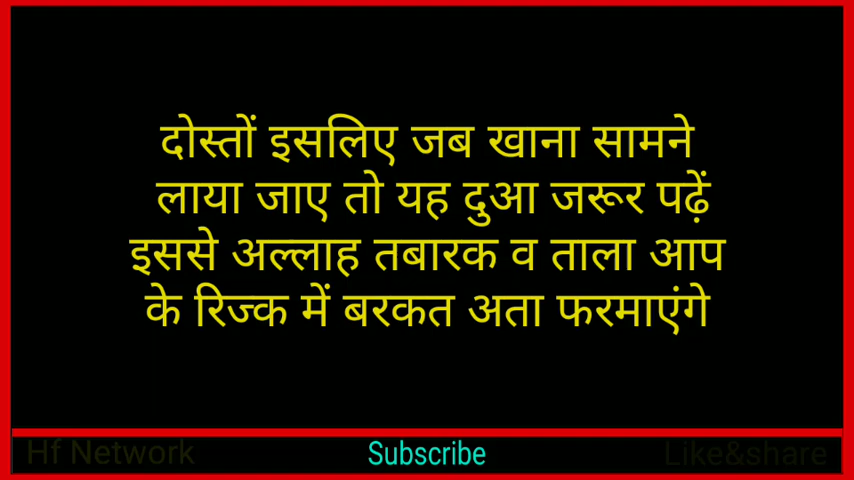 दोस्तों इसलिए जब खाना सामने
लाया जाए तो यह दुआ जरूर पढ़ें
इससे अल्लाह तबारक व ताला आप
के रिज्क में बरकत अता फरमाएंगे
Hf Network Subscribe Like&share